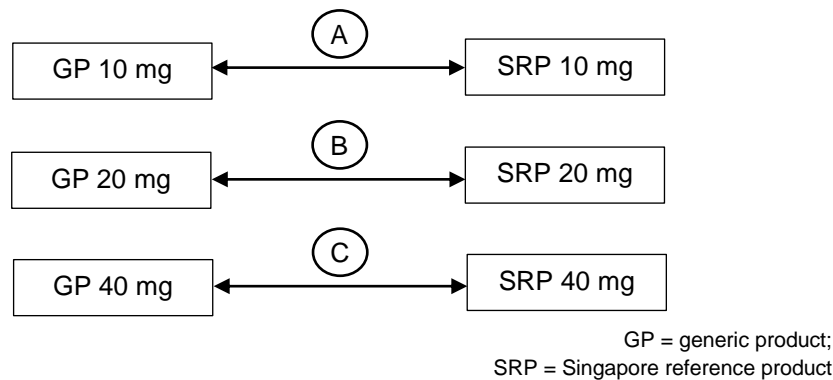 A
GP 10 mg SRP 10 mg
B
GP 20 mg SRP 20 mg
C
GP 40 mg SRP 40 mg
GP = generic product;
SRP = Singapore reference product